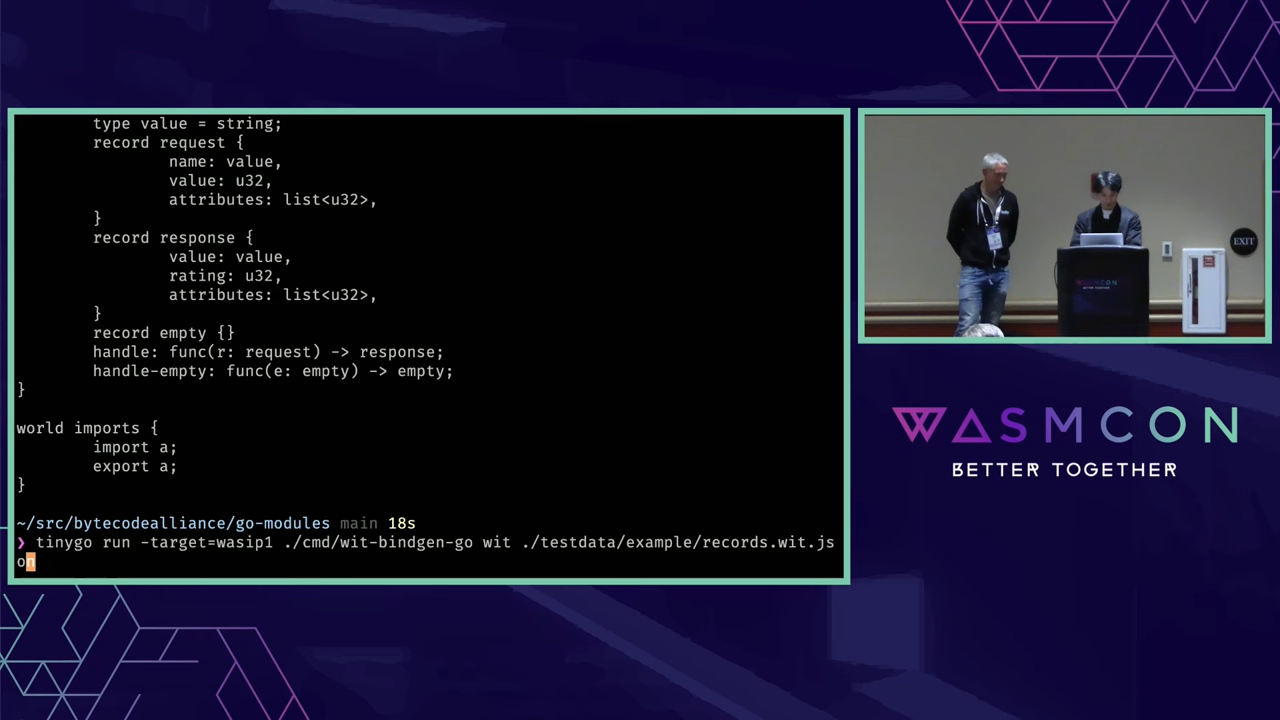 type value = string;
record request {
name: value,
value: u32,
attributes: list<u32>,
}
record response {
value: value,
rating: u32,
attributes: list<u32>,
}
record empty {}
handle: func(r: request) -> response;
handle-empty: func(e: empty) -> empty;
}
world imports {
import a;
export a;
}
~/src/bytecodealliance/go-modules main 18s
❯ tinygo run -target=wasip1 ./cmd/wit-bindgen-go wit ./testdata/example/records.wit.js
on
EXIT
WASMCON
WASMCON
BETTER TOGETHER